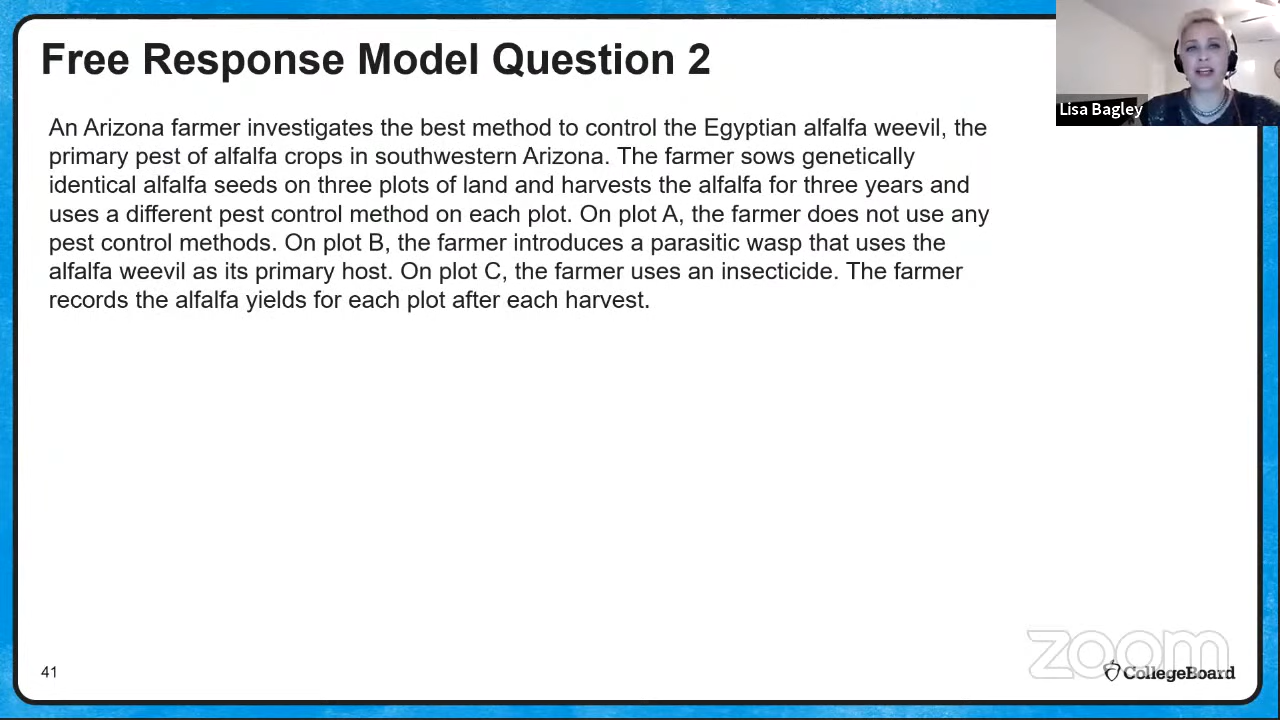 Free Response Model Question 2
Lisa Bagley
An Arizona farmer investigates the best method to control the Egyptian alfalfa weevil, the
primary pest of alfalfa crops in southwestern Arizona. The farmer sows genetically
identical alfalfa seeds on three plots of land and harvests the alfalfa for three years and
uses a different pest control method on each plot. On plot A, the farmer does not use any
pest control methods. On plot B, the farmer introduces a parasitic wasp that uses the
alfalfa weevil as its primary host. On plot C, the farmer uses an insecticide. The farmer
records the alfalfa yields for each plot after each harvest.
zoom
41
CollegeBoard